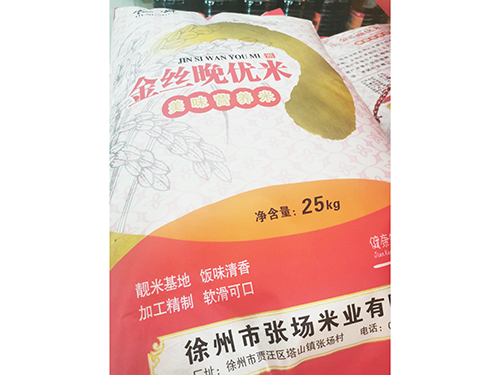 JIN SI WAN YOU MI
金丝晚优米
美味营养米
净含量：25kg
靓米基地 饭味清香
加工精制 软滑可口
徐州市张场米业有
厂址：徐州市贾汪区塔山镇张场村 电话：